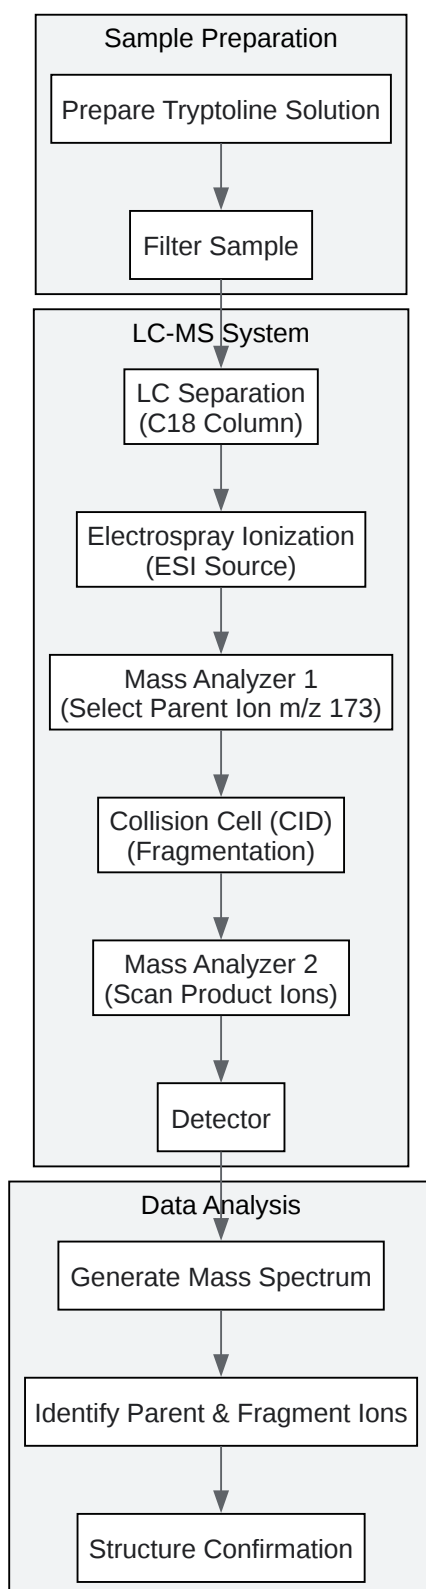 Sample Preparation
Prepare Tryptoline Solution
Filter Sample
LC-MS System
LC Separation
(C18 Column)
Electrospray Ionization
(ESI Source)
Mass Analyzer 1
(Select Parent Ion m/z 173)
Collision Cell (CID)
(Fragmentation)
Mass Analyzer 2
(Scan Product Ions)
Detector
Data Analysis
Generate Mass Spectrum
Identify Parent & Fragment Ions
Structure Confirmation